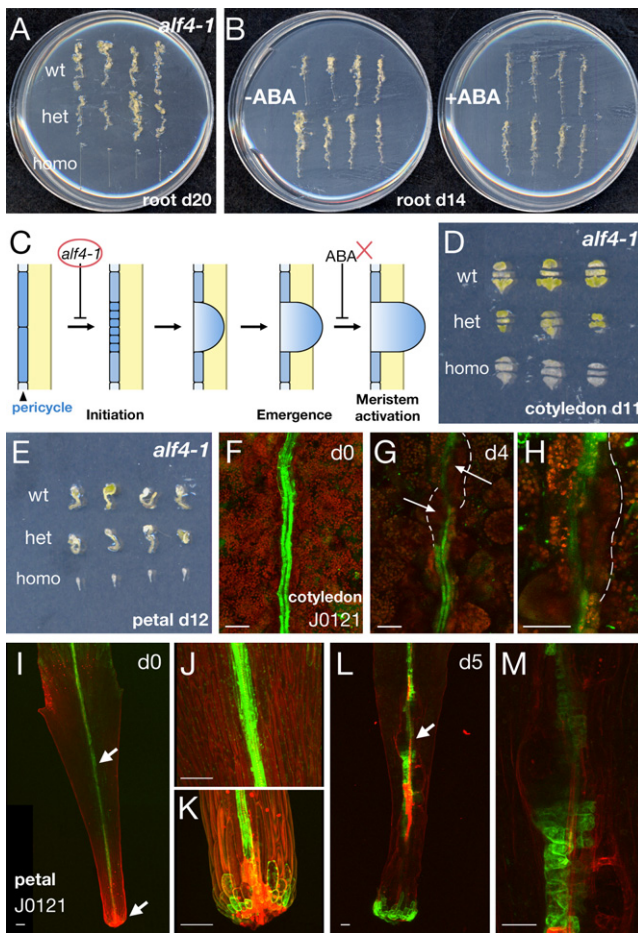 A
alf4-1
wt
het
homo
root d20
B
-ABA
+ABA
root d14
C
alf4-1
ABA
pericycle
Initiation
Emergence
Meristem
activation
D
alf4-1
wt
het
homo
cotyledon d11
E
alf4-1
wt
het
homo
petal d12
F
d0
cotyledon
J0121
G
d4
H
I
d0
petal
J0121
J
K
L
d5
M